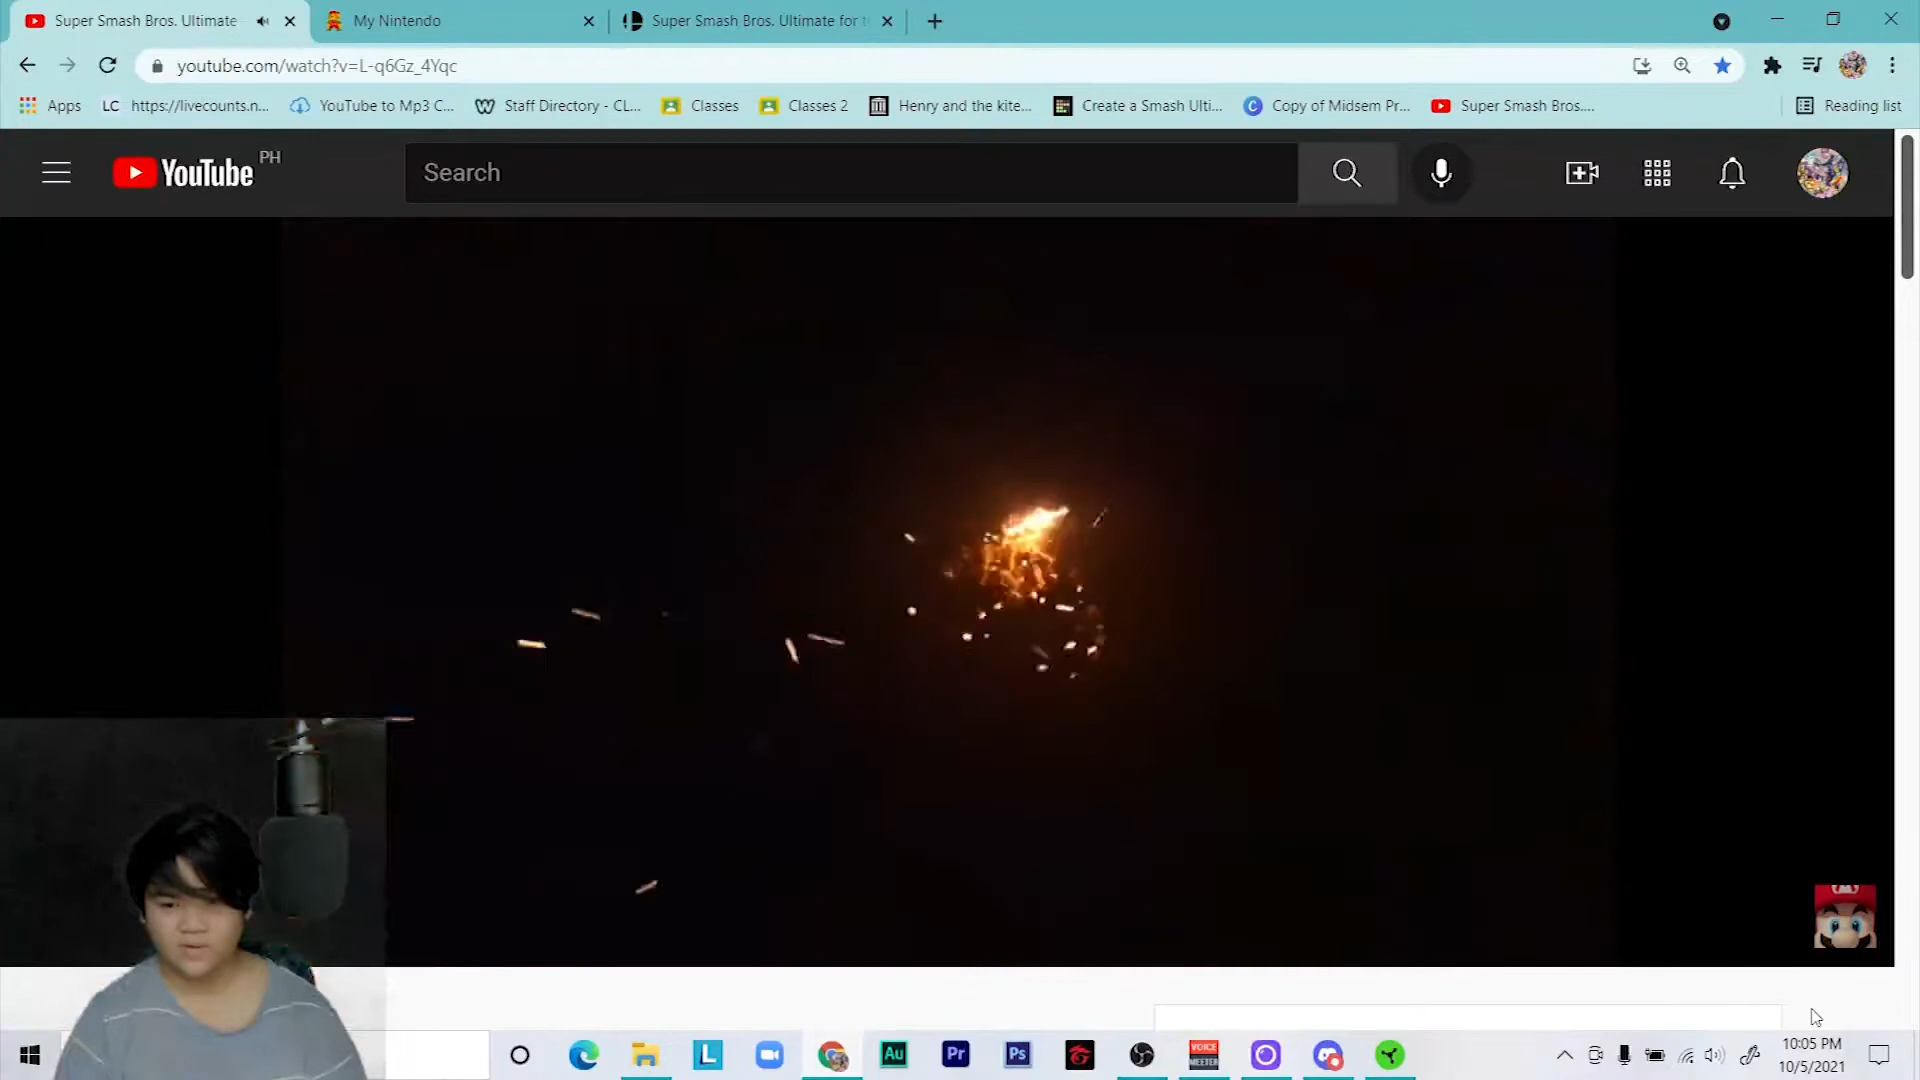 Super Smash Bros. Ultimate
My Nintendo
Super Smash Bros. Ultimate for t
youtube.com/watch?v=L-q6Gz_4Yqc
Apps
LC https://livecounts.n...
YouTube to Mp3 C...
Staff Directory - CL...
Classes
Classes 2
Henry and the kite...
Create a Smash Ulti...
Copy of Midsem Pr...
Super Smash Bros....
Reading list
YouTube PH
Search
M
L
Au
Pr
Ps
VOICE
MEETER
10:05 PM
10/5/2021